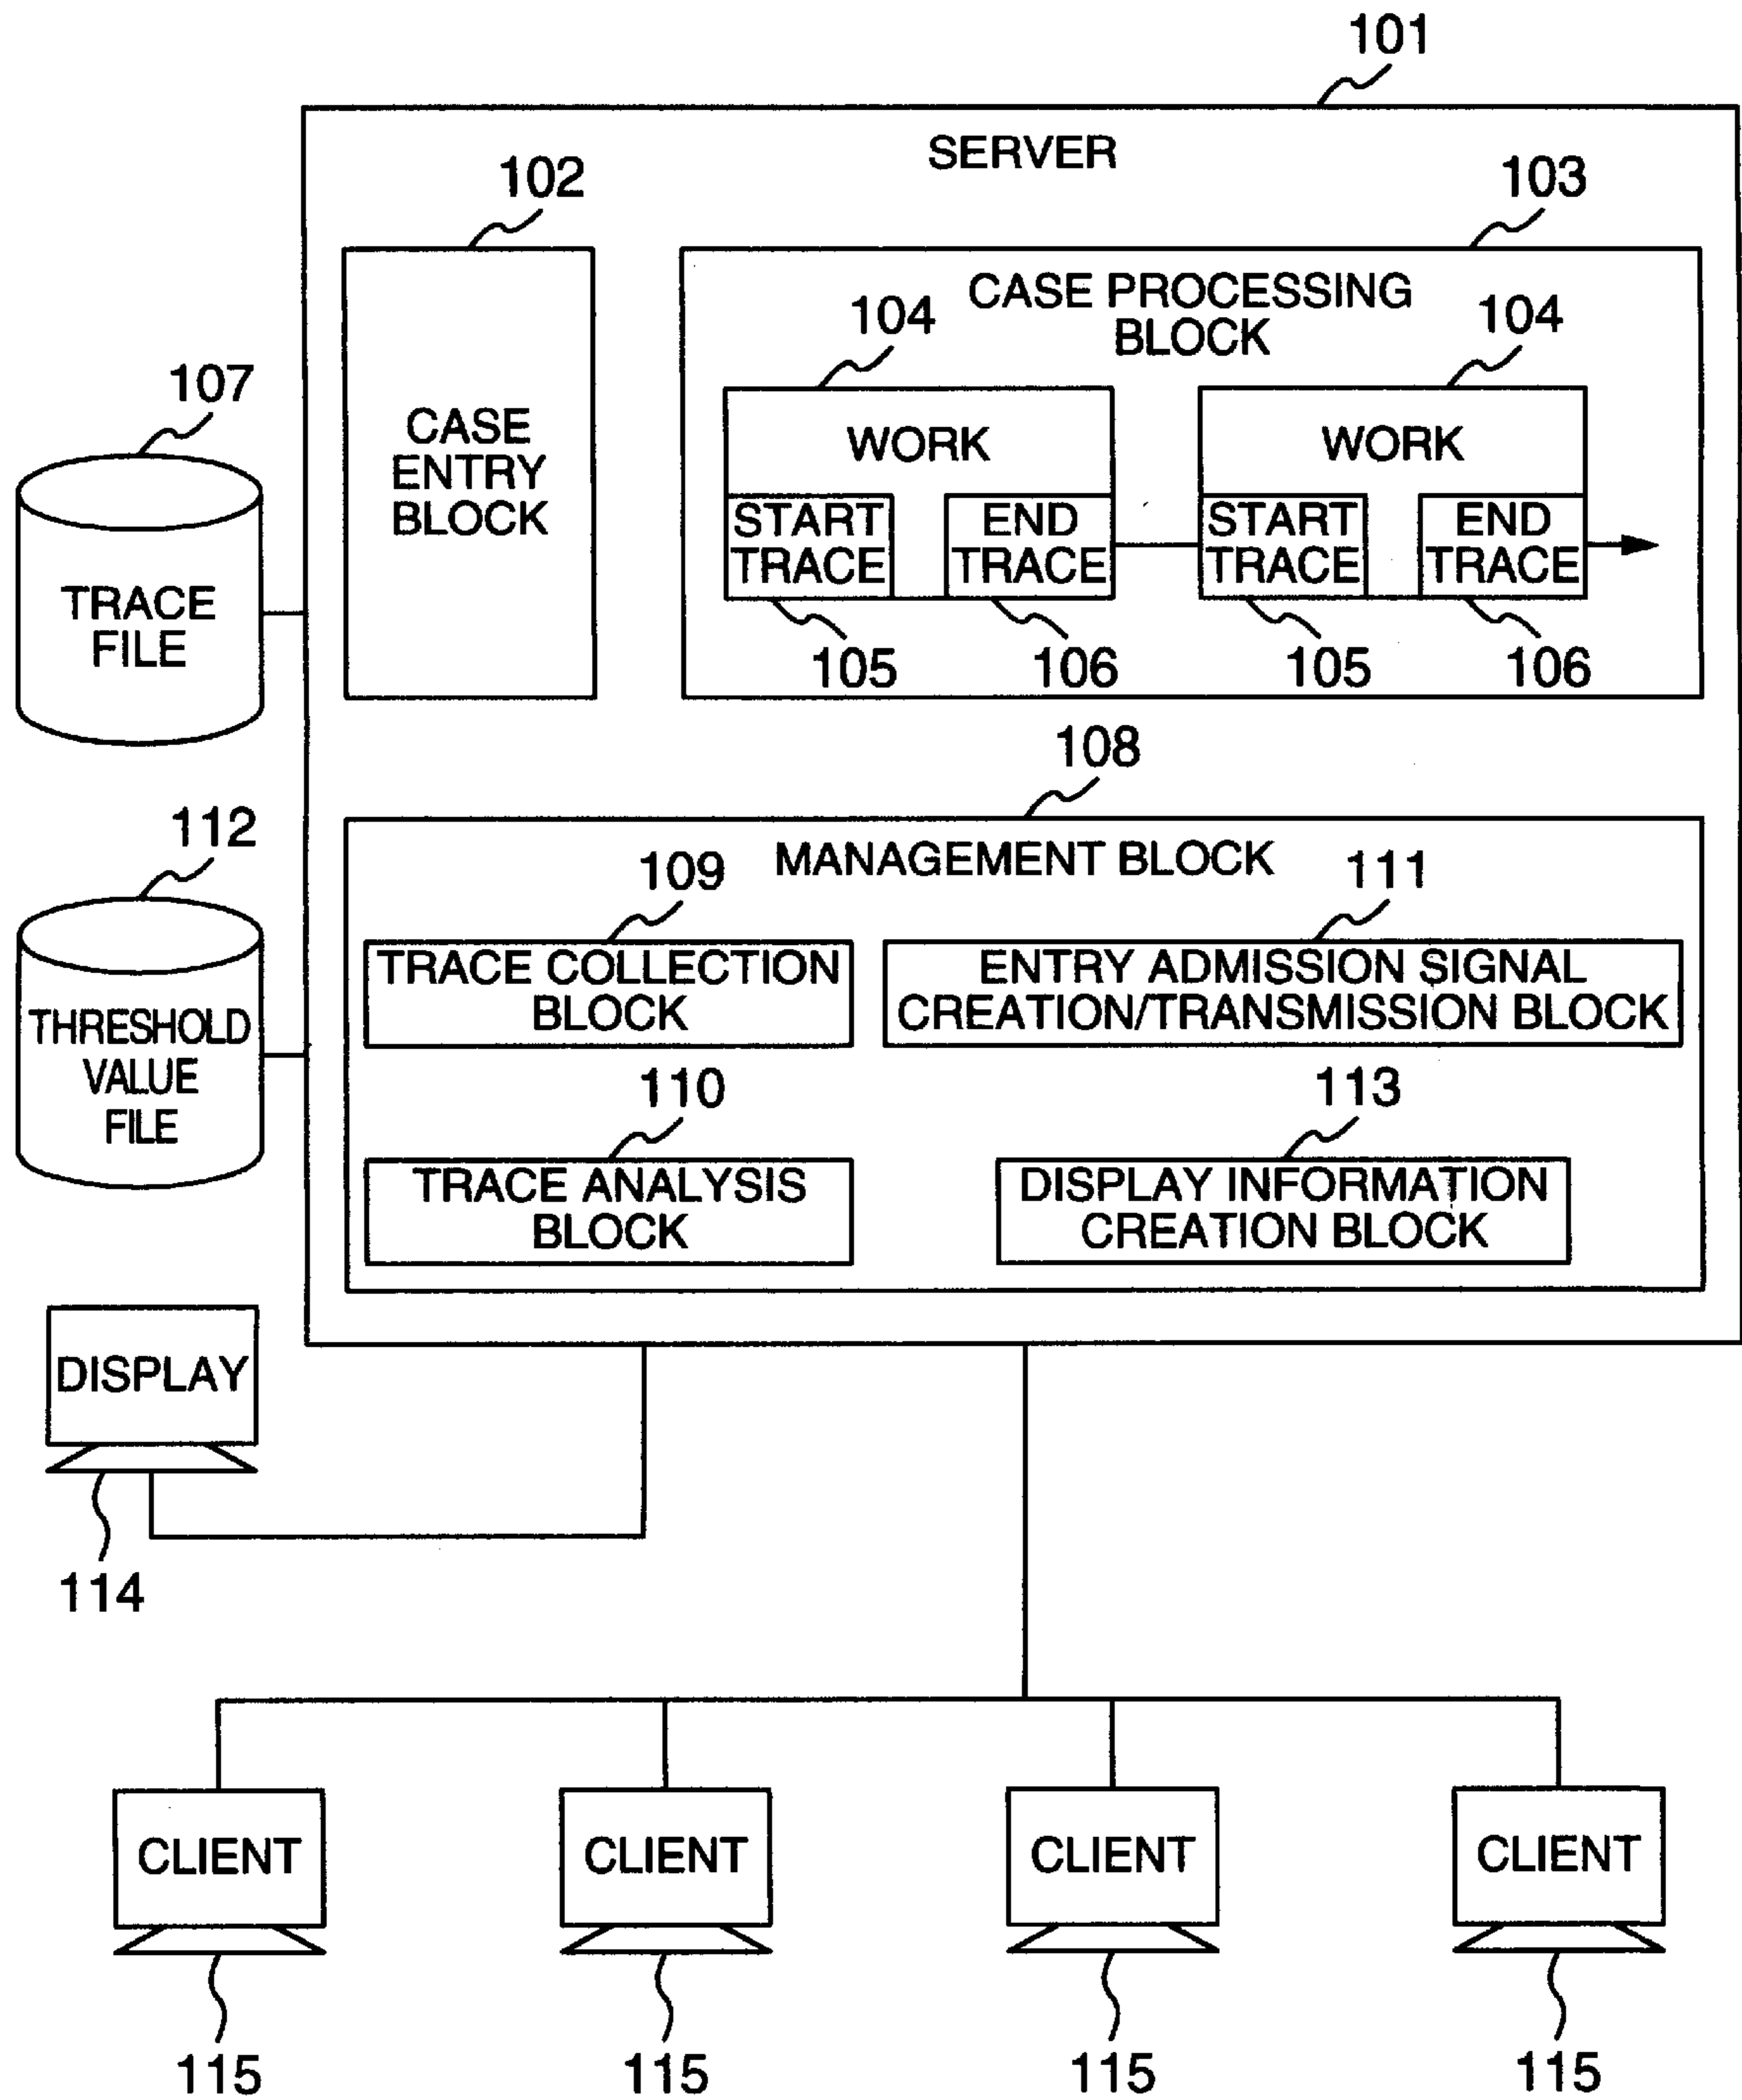 101
SERVER
102
103
CASE PROCESSING
BLOCK
104
104
107
CASE
ENTRY
BLOCK
WORK
WORK
START
TRACE
END
TRACE
START
TRACE
END
TRACE
TRACE
FILE
105
106
105
106
108
112
MANAGEMENT BLOCK
109
111
TRACE COLLECTION
BLOCK
ENTRY ADMISSION SIGNAL
CREATION/TRANSMISSION BLOCK
THRESHOLD
VALUE
FILE
110
113
TRACE ANALYSIS
BLOCK
DISPLAY INFORMATION
CREATION BLOCK
DISPLAY
114
CLIENT
CLIENT
CLIENT
CLIENT
115
115
115
115